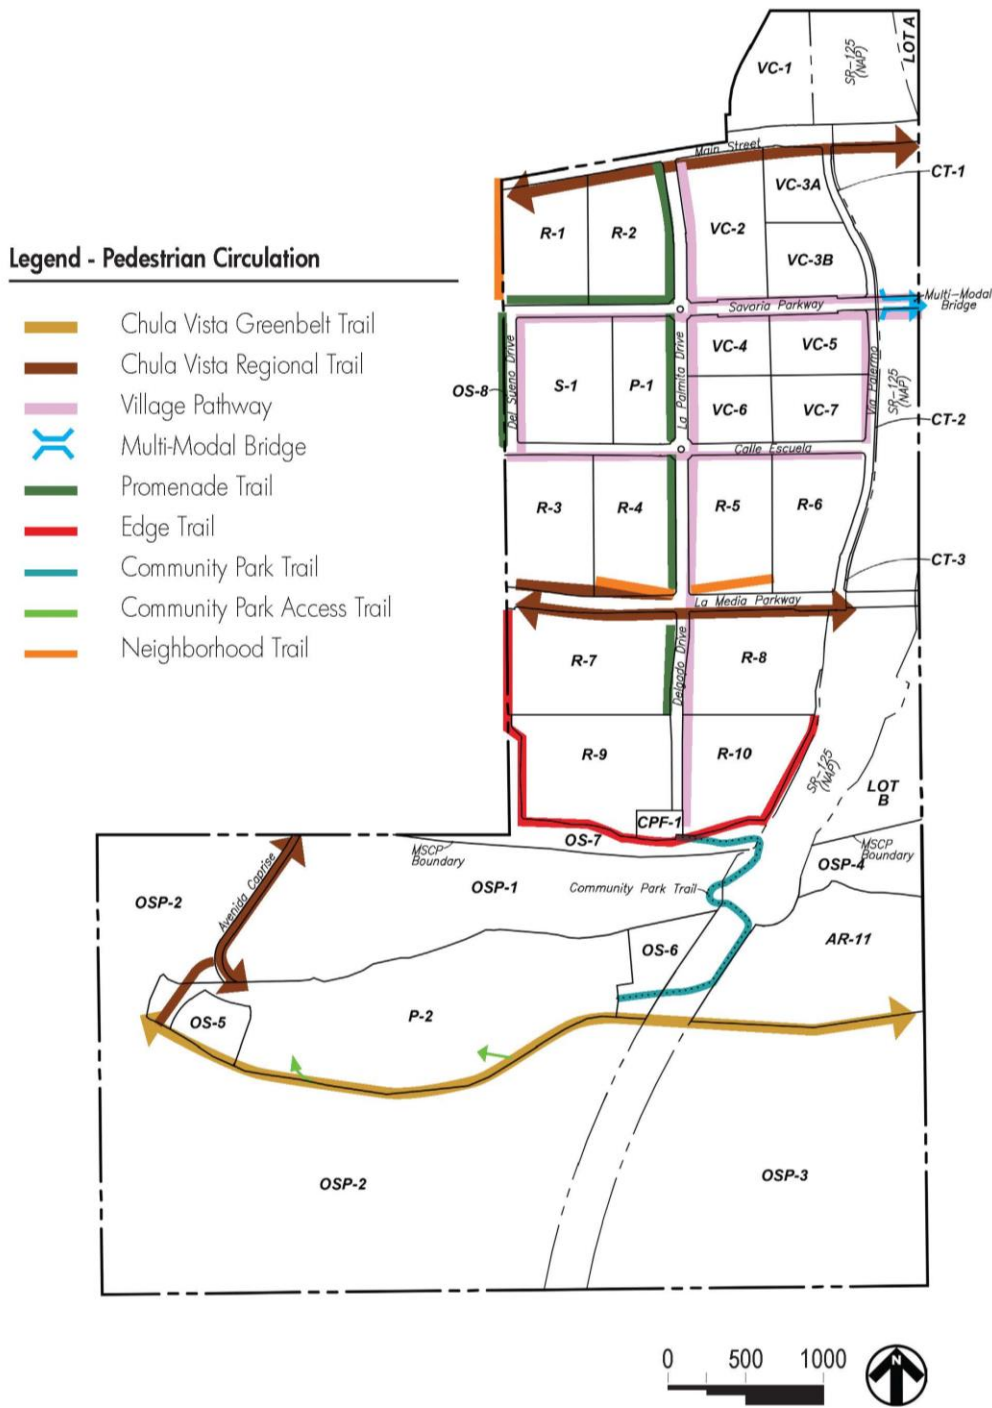 LOT A
SR-125
(NAP)
VC-1
Main Street
CT-1
VC-3A
R-1
R-2
VC-2
Legend - Pedestrian Circulation
VC-3B
Multi-Modal
Bridge
Savoria Parkway
Chula Vista Greenbelt Trail
Chula Vista Regional Trail
Village Pathway
Multi-Modal Bridge
Promenade Trail
Edge Trail
Community Park Trail
Community Park Access Trail
Neighborhood Trail
OS-8
Del Sueno Drive
S-1
P-1
La Palmita Drive
VC-4
VC-5
VC-6
VC-7
Via Palermo
SR-125
(NAP)
CT-2
Calle Escuela
R-3
R-4
R-5
R-6
CT-3
La Media Parkway
R-7
Delgado Drive
R-8
R-9
R-10
SR-125
(NAP)
LOT
B
CPF-1
OS-7
MSCP
Boundary
MSCP
Boundary
OSP-4
Avenida Caprise
OSP-1
Community Park Trail
OSP-2
OS-6
AR-11
OS-5
P-2
OSP-2
OSP-3
0 500 1000
N